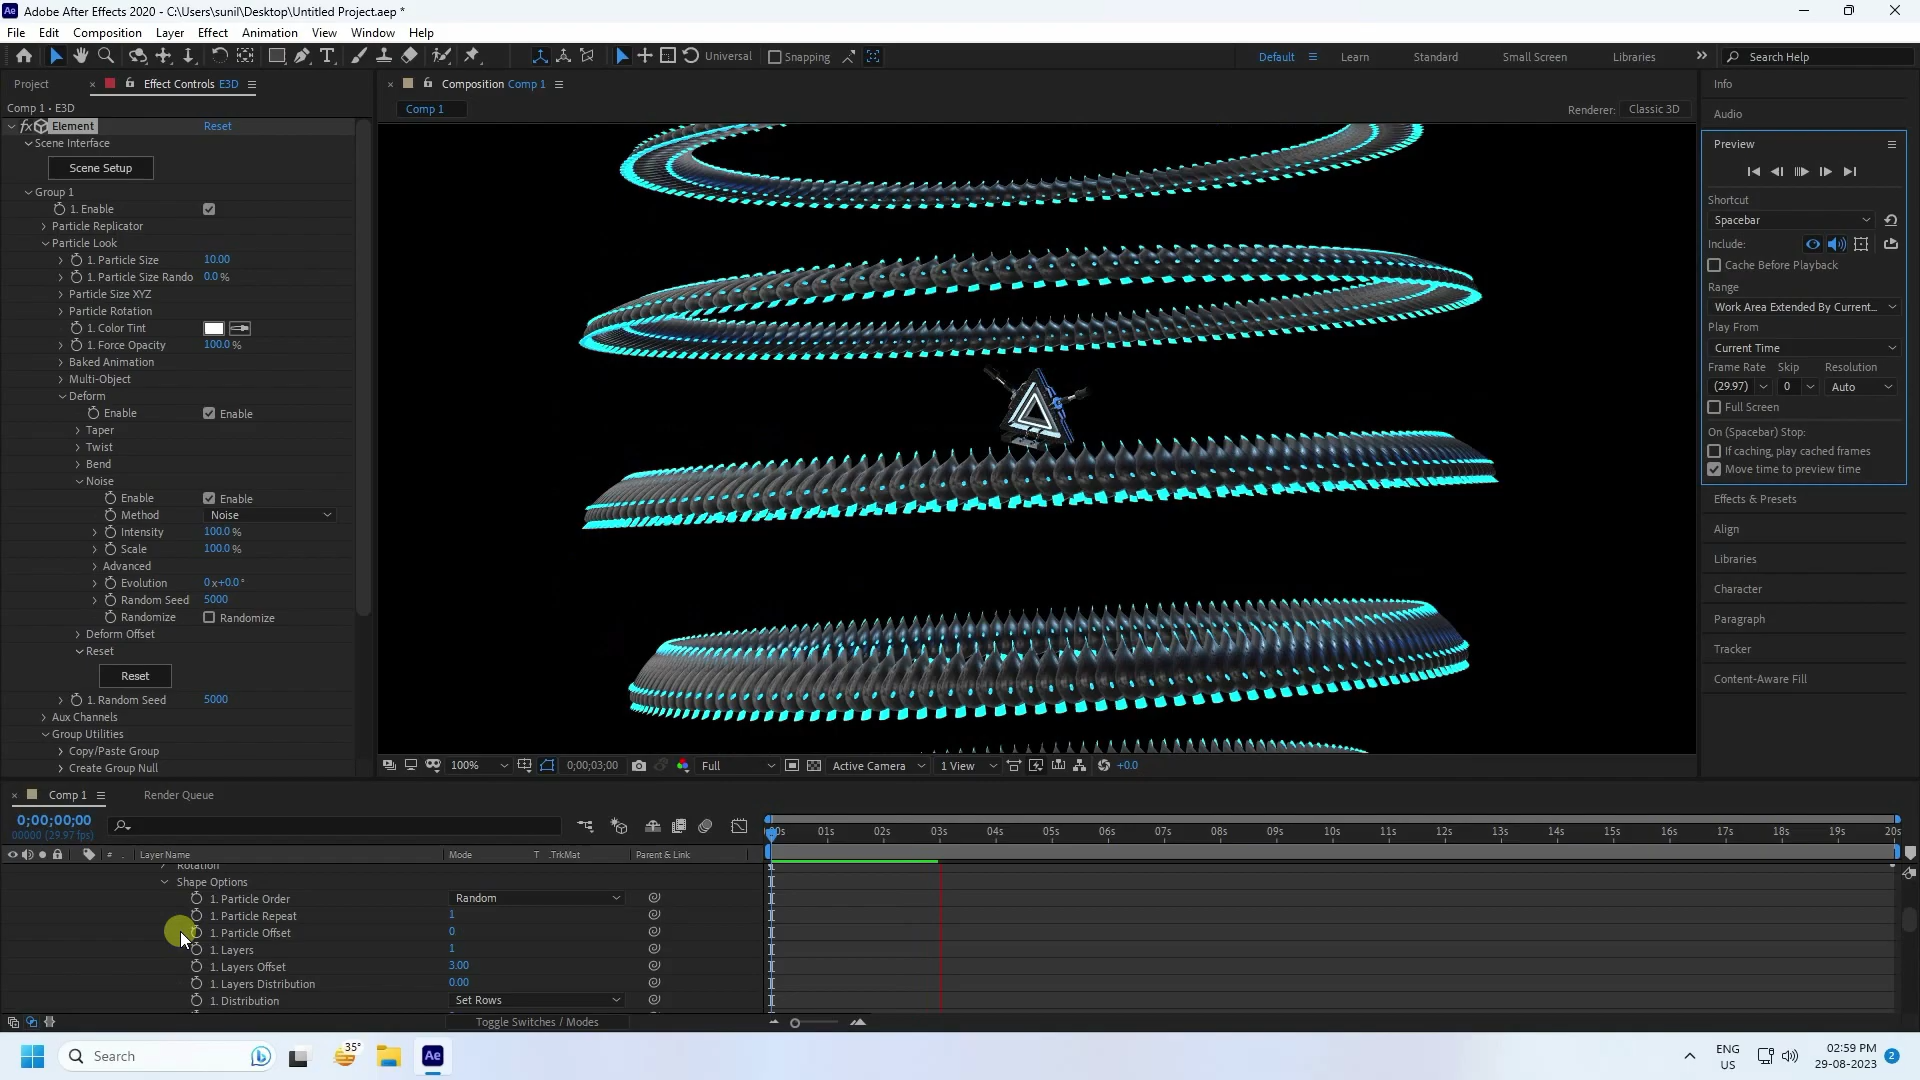 Adobe After Effects 2020 - C:\Users\sunil\Desktop\Untitled Project.aep *
File Edit Composition Layer Effect Animation View Window Help
Universal Snapping Default Learn Standard Small Screen Libraries Search Help
Project Effect Controls E3D
Comp 1 • E3D
fx Element Reset
Scene Interface
Scene Setup
Group 1
1. Enable
Particle Replicator
Particle Look
1. Particle Size 10.00
1. Particle Size Rando 0.0 %
Particle Size XYZ
Particle Rotation
1. Color Tint
1. Force Opacity 100.0 %
Baked Animation
Multi-Object
Deform
Enable Enable
Taper
Twist
Bend
Noise
Enable Enable
Method Noise
Intensity 100.0 %
Scale 100.0 %
Advanced
Evolution 0x+0.0°
Random Seed 5000
Randomize Randomize
Deform Offset
Reset
Reset
1. Random Seed 5000
Aux Channels
Group Utilities
Copy/Paste Group
Create Group Null
Composition Comp 1
Comp 1
Renderer: Classic 3D
100% 0;00;03;00 Full Active Camera 1 View +0.0
Info
Audio
Preview
Shortcut
Spacebar
Include:
Cache Before Playback
Range
Work Area Extended By Current...
Play From
Current Time
Frame Rate Skip Resolution
(29.97) 0 Auto
Full Screen
On (Spacebar) Stop:
If caching, play cached frames
Move time to preview time
Effects & Presets
Align
Libraries
Character
Paragraph
Tracker
Content-Aware Fill
Comp 1 Render Queue
0;00;00;00
00000 (29.97 fps)
# . Layer Name Mode T .TrkMat Parent & Link
00s 01s 02s 03s 04s 05s 06s 07s 08s 09s 10s 11s 12s 13s 14s 15s 16s 17s 18s 19s 20s
Rotation
Shape Options
1. Particle Order Random
1. Particle Repeat 1
1. Particle Offset 0
1. Layers 1
1. Layers Offset 3.00
1. Layers Distribution 0.00
1. Distribution Set Rows
Toggle Switches / Modes
Search 35° Ae
ENG
US
02:59 PM
29-08-2023 2